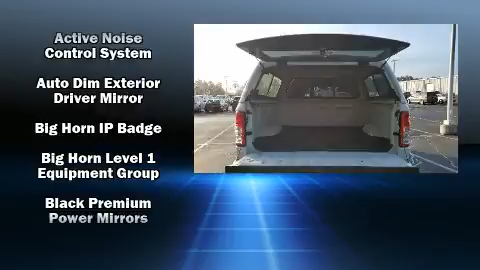 Active Noise
Control System
Auto Dim Exterior
Driver Mirror
Big Horn IP Badge
Big Horn Level 1
Equipment Group
Black Premium
Power Mirrors